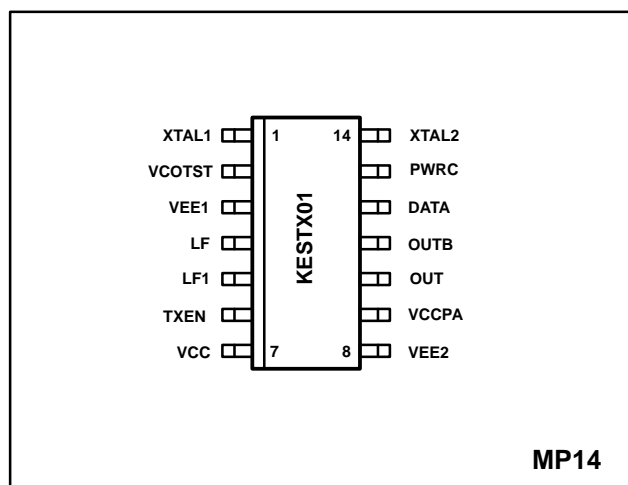 XTAL1 1 14 XTAL2
VCOTST PWRC
VEE1 DATA
LF OUTB
LF1 OUT
TXEN VCCPA
VCC 7 8 VEE2
KESTX01
MP14